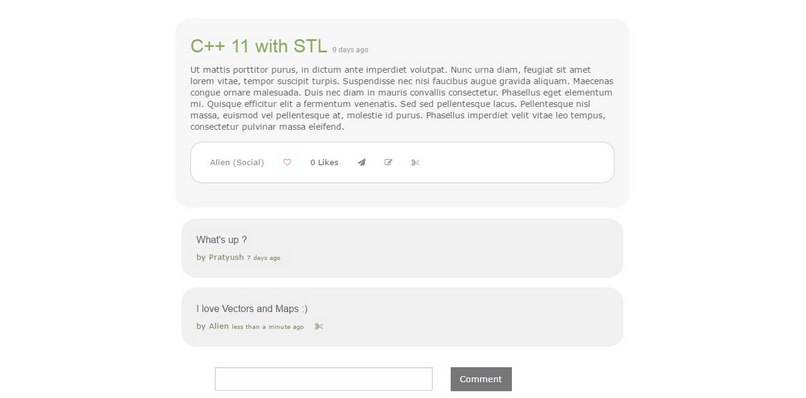 C++ 11 with STL 9 days ago
Ut mattis porttitor purus, in dictum ante imperdiet volutpat. Nunc urna diam, feugiat sit amet
lorem vitae, tempor suscipit turpis. Suspendisse nec nisi faucibus augue gravida aliquam. Maecenas
congue ornare malesuada. Duis nec diam in mauris convallis consectetur. Phasellus eget elementum
mi. Quisque efficitur elit a fermentum venenatis. Sed sed pellentesque lacus. Pellentesque nisl
massa, euismod vel pellentesque at, molestie id purus. Phasellus imperdiet velit vitae leo tempus,
consectetur pulvinar massa eleifend.
Alien (Social) 0 Likes
What's up ?
by Pratyush 7 days ago
I love Vectors and Maps :)
by Alien less than a minute ago
Comment